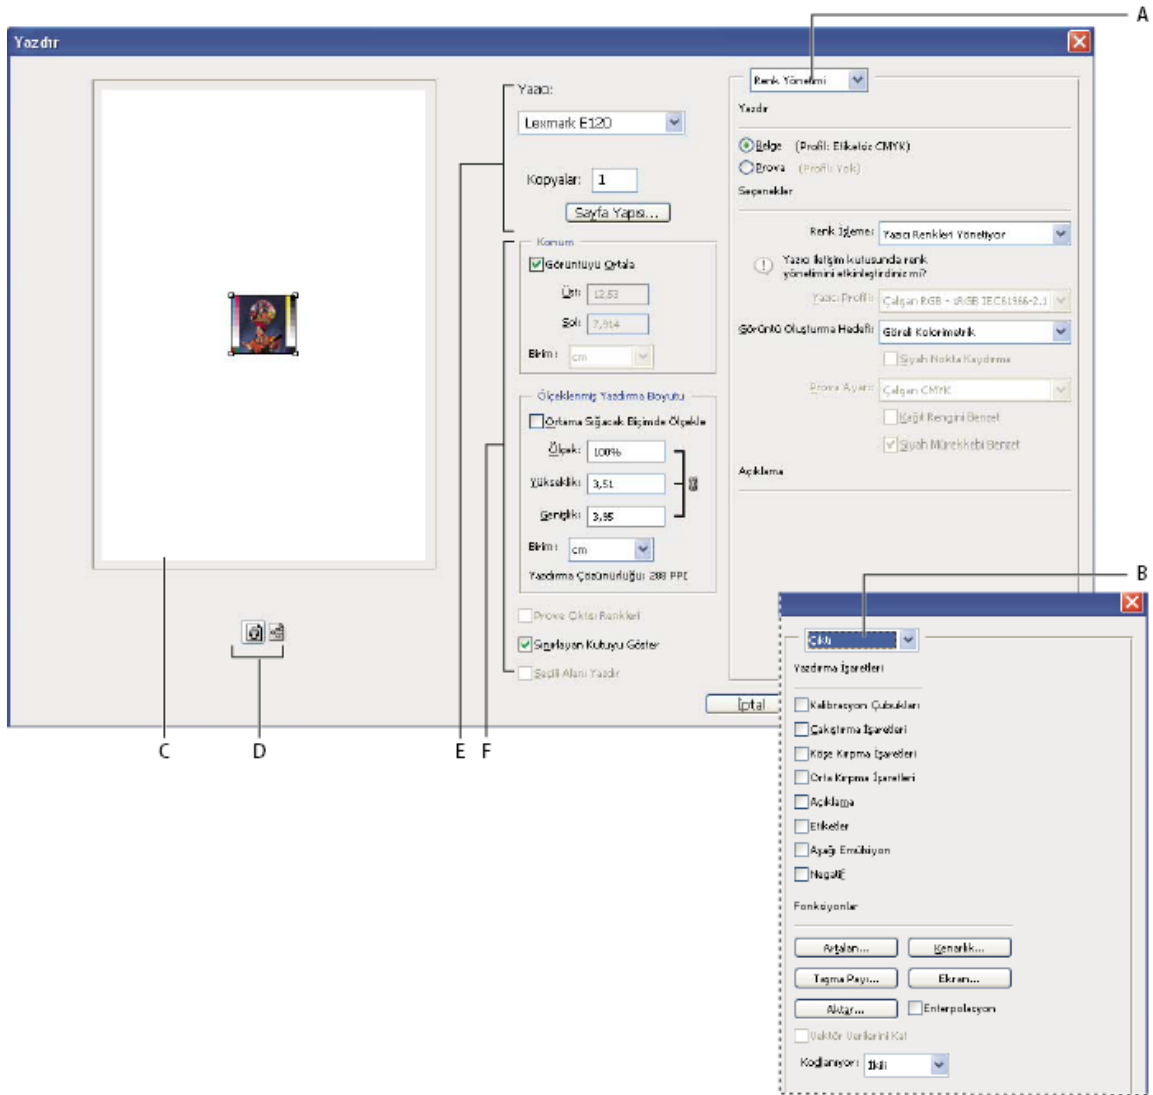 A
Yazdır
Yazıcı:
Lexmark E120
Kopyalar: 1
Sayfa Yapısı...
Konum
Görüntüyü Ortala
Üst: 12,53
Sol: 7,914
Birim: cm
Ölçeklenmiş Yazdırma Boyutu
Ortama Sığacak Biçimde Ölçekle
Ölçek: 100%
Yükseklik: 3,51
Genişlik: 3,95
Birim: cm
Yazdırma Çözünürlüğü: 288 PPI
Prova Çıktısı Renkleri
Sınırlayan Kutuyu Göster
Seçili Alanı Yazdır
İptal
Renk Yönetimi
Yazdır
Belge (Profil: Etiketsiz CMYK)
Prova (Profil: Yok)
Seçenekler
Renk İşleme: Yazıcı Renkleri Yönetiyor
Yazıcı iletişim kutusunda renk
yönetimini etkinleştirdiniz mi?
Yazıcı Profili: Çalışan RGB - sRGB IEC61966-2.1
Görüntü Oluşturma Hedefi: Göreli Kolorimetrik
Siyah Nokta Kaydırma
Prova Ayarı: Çalışan CMYK
Kağıt Rengini Benzet
Siyah Mürekkebi Benzet
Açıklama
B
Çıktı
Yazdırma İşaretleri
Kalibrasyon Çubukları
Çakıştırma İşaretleri
Köşe Kırpma İşaretleri
Orta Kırpma İşaretleri
Açıklama
Etiketler
Aşağı Emülsiyon
Negatif
Fonksiyonlar
Artalan... Kenarlık...
Taşma Payı... Ekran...
Aktar... Enterpolasyon
Vektör Verilerini Kat
Kodlanıyor: İkili
C D E F